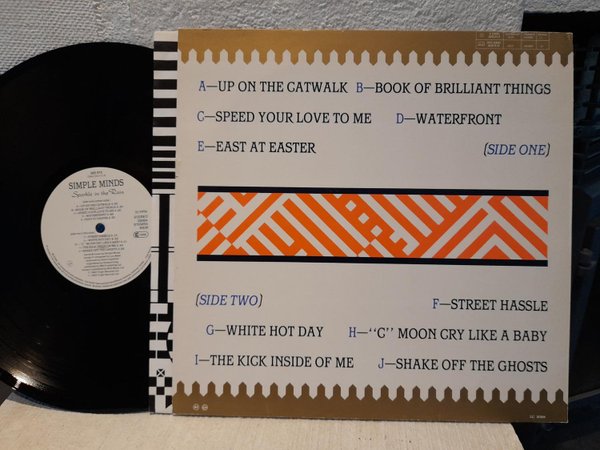 A—UP ON THE CATWALK B—BOOK OF BRILLIANT THINGS
C—SPEED YOUR LOVE TO ME D—WATERFRONT
E—EAST AT EASTER (SIDE ONE)
(SIDE TWO) F—STREET HASSLE
G—WHITE HOT DAY H—"C" MOON CRY LIKE A BABY
I—THE KICK INSIDE OF ME J—SHAKE OFF THE GHOSTS
SIMPLE MINDS
Sparkle in the Rain